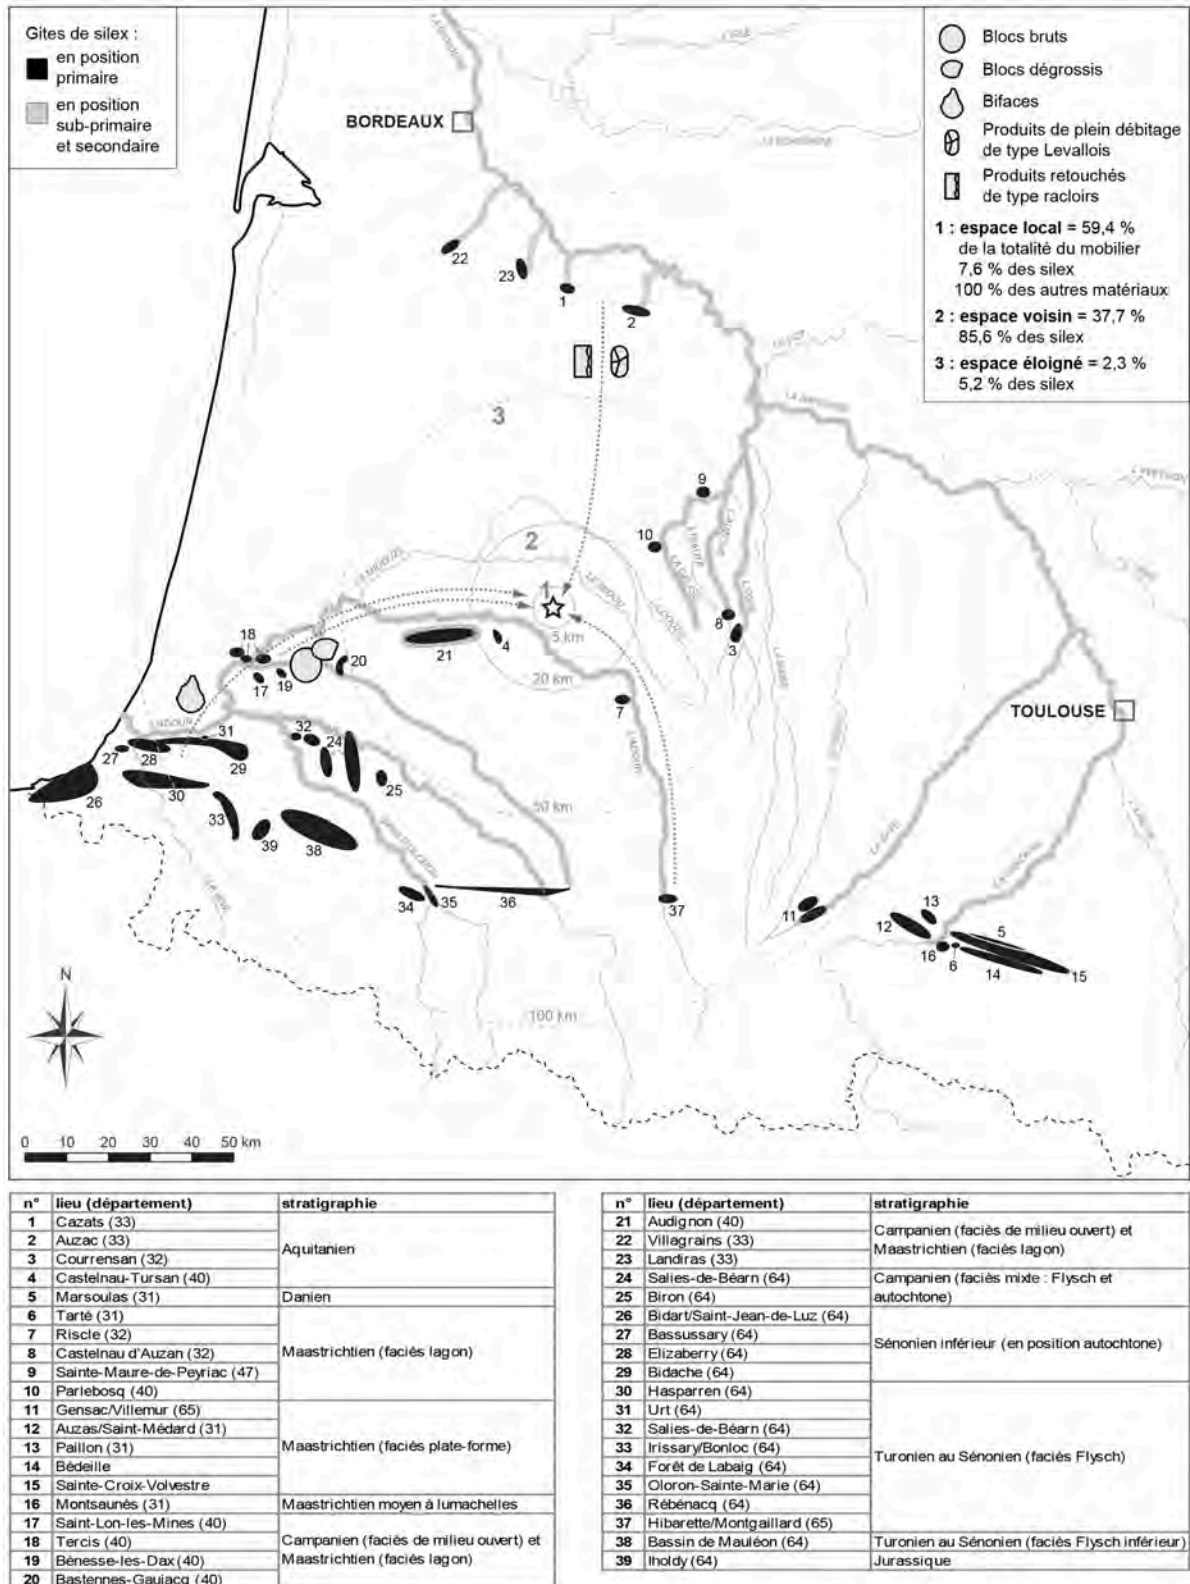 Gites de silex :
en position
primaire
en position
sub-primaire
et secondaire
BORDEAUX
Blocs bruts
Blocs dégrossis
Bifaces
Produits de plein débitage
de type Levallois
Produits retouchés
de type racloirs
1 : espace local = 59,4 %
de la totalité du mobilier
7,6 % des silex
100 % des autres matériaux
2 : espace voisin = 37,7 %
85,6 % des silex
3 : espace éloigné = 2,3 %
5,2 % des silex
22
23
1
2
3
9
10
2
LA MIDOUZE
LE MIDOU
1
8
3
18
5 km
21
4
20
17
19
20 km
7
TOULOUSE
L'ADOUR
L'ADOUR
31
32
24
27
28
29
25
26
30
50 km
33
39
38
LA SAVE
34
35
36
37
11
12
13
5
16
6
14
15
N
100 km
0 10 20 30 40 50 km
n° lieu (département) stratigraphie
1 Cazats (33)
2 Auzac (33)
Aquitanien
3 Courrensan (32)
4 Castelnau-Tursan (40)
5 Marsoulas (31) Danien
6 Tarté (31)
7 Riscle (32)
8 Castelnau d'Auzan (32) Maastrichtien (faciès lagon)
9 Sainte-Maure-de-Peyriac (47)
10 Parlebosq (40)
11 Gensac/Villemur (65)
12 Auzas/Saint-Médard (31)
13 Paillon (31) Maastrichtien (faciès plate-forme)
14 Bédeille
15 Sainte-Croix-Volvestre
16 Montsaunés (31) Maastrichtien moyen à lumachelles
17 Saint-Lon-les-Mines (40)
18 Tercis (40) Campanien (faciès de milieu ouvert) et
19 Bénesse-les-Dax (40) Maastrichtien (faciès lagon)
20 Bastennes-Gaujacq (40)
n° lieu (département) stratigraphie
21 Audignon (40)
22 Villagrains (33) Campanien (faciès de milieu ouvert) et
23 Landiras (33) Maastrichtien (faciès lagon)
24 Salies-de-Béarn (64) Campanien (faciès mixte : Flysch et
25 Biron (64) autochtone)
26 Bidart/Saint-Jean-de-Luz (64)
27 Bassussary (64)
Sénonien inférieur (en position autochtone)
28 Elizaberry (64)
29 Bidache (64)
30 Hasparren (64)
31 Urt (64)
32 Salies-de-Béarn (64)
33 Irissary/Bonloc (64)
Turonien au Sénonien (faciès Flysch)
34 Forêt de Labaig (64)
35 Oloron-Sainte-Marie (64)
36 Rébénacq (64)
37 Hibarette/Montgaillard (65)
38 Bassin de Mauléon (64) Turonien au Sénonien (faciès Flysch inférieur)
39 Iholdy (64) Jurassique